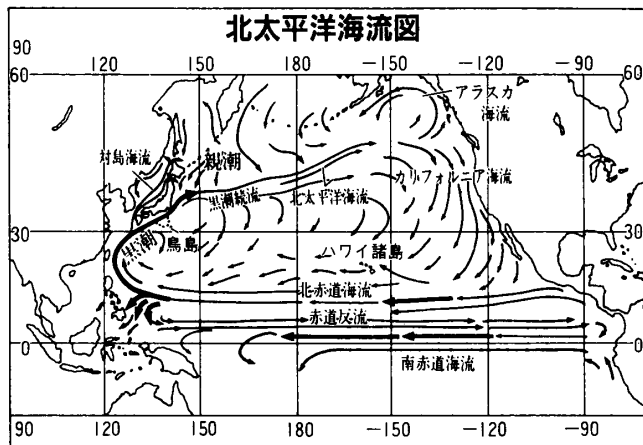 北太平洋海流図
90
120
150
180
-150
-120
-90
60
60
アラスカ
海流
対島海流
親潮
黒潮続流
北太平洋海流
カリフォルニア海流
30
30
黒潮
鳥島
ハワイ諸島
北赤道海流
赤道反流
0
0
南赤道海流
90
120
150
180
-150
-120
-90